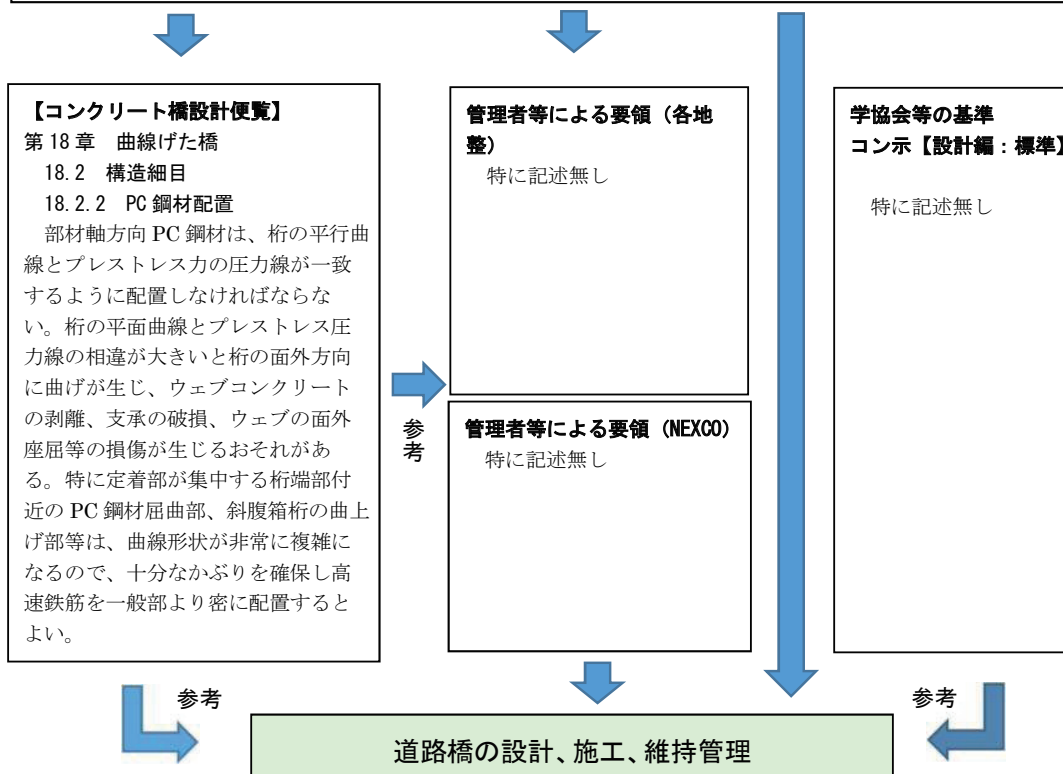 【コンクリート橋設計便覧】
第18章 曲線げた橋
18.2 構造細目
18.2.2 PC鋼材配置
部材軸方向PC鋼材は、桁の平行曲
線とプレストレス力の圧力線が一致
するように配置しなければならな
い。桁の平面曲線とプレストレス圧
力線の相違が大きいと桁の面外方向
に曲げが生じ、ウェブコンクリート
の剥離、支承の破損、ウェブの面外
座屈等の損傷が生じるおそれがあ
る。特に定着部が集中する桁端部付
近のPC鋼材屈曲部、斜腹箱桁の曲上
げ部等は、曲線形状が非常に複雑に
なるので、十分なかぶりを確保し高
速鉄筋を一般部より密に配置すると
よい。
参考
管理者等による要領（各地
整）
特に記述無し
管理者等による要領（NEXCO）
特に記述無し
学協会等の基準
コン示【設計編：標準】
特に記述無し
参考
参考
道路橋の設計、施工、維持管理